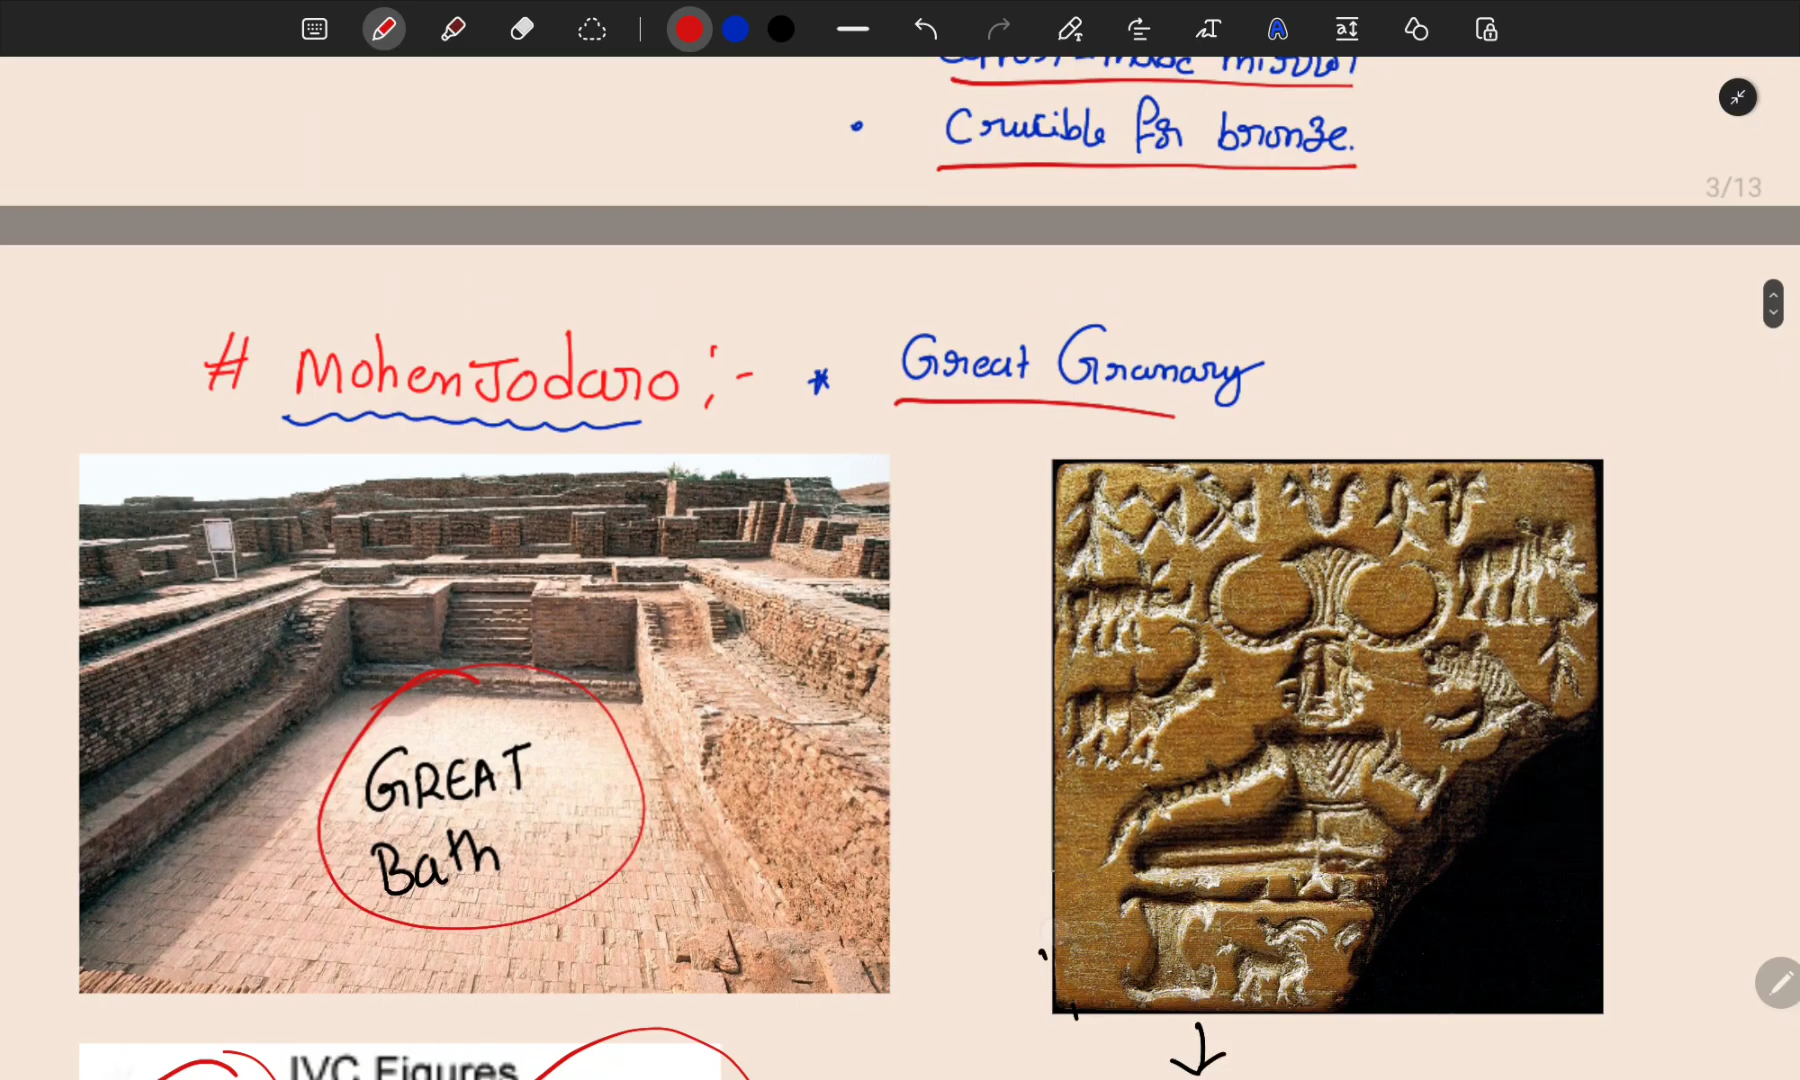 Crucible for bronze.
3/13
# MohenJodaro :- * Great Granary
GREAT
Bath
IVC Figures